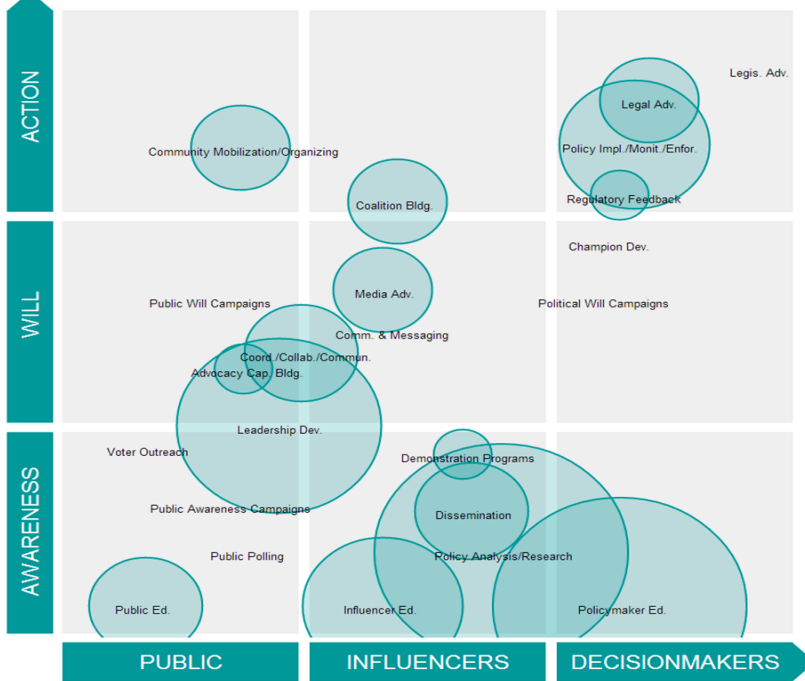 ACTION
Legis. Adv.
Legal Adv.
Community Mobilization/Organizing
Policy Impl./Monit./Enfor.
Coalition Bldg.
Regulatory Feedback
WILL
Champion Dev.
Media Adv.
Public Will Campaigns
Political Will Campaigns
Comm. & Messaging
Coord./Collab./Commun.
Advocacy Cap. Bldg.
Leadership Dev.
AWARENESS
Voter Outreach
Demonstration Programs
Public Awareness Campaigns
Dissemination
Public Polling
Policy Analysis/Research
Public Ed.
Influencer Ed.
Policymaker Ed.
PUBLIC
INFLUENCERS
DECISIONMAKERS